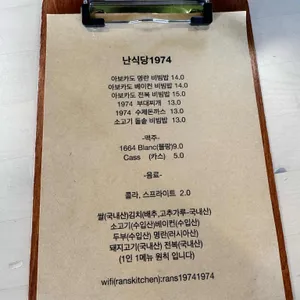 난식당1974
아보카도 명란 비빔밥 14.0
아보카도 베이컨 비빔밥 14.0
아보카도 전복 비빔밥 15.0
1974 부대찌개 13.0
1974 수제돈까스 13.0
소고기 돌솥 비빔밥 13.0
-맥주-
1664 Blanc(블랑)9.0
Cass (카스) 5.0
-음료-
콜라, 스프라이트 2.0
쌀(국내산)김치(배추,고추가루-국내산)
소고기(수입산)베이컨(수입산)
두부(수입산) 명란(러시아산)
돼지고기(국내산) 전복(국내산)
(1인 1메뉴 원칙 입니다)
wifi(ranskitchen):rans19741974